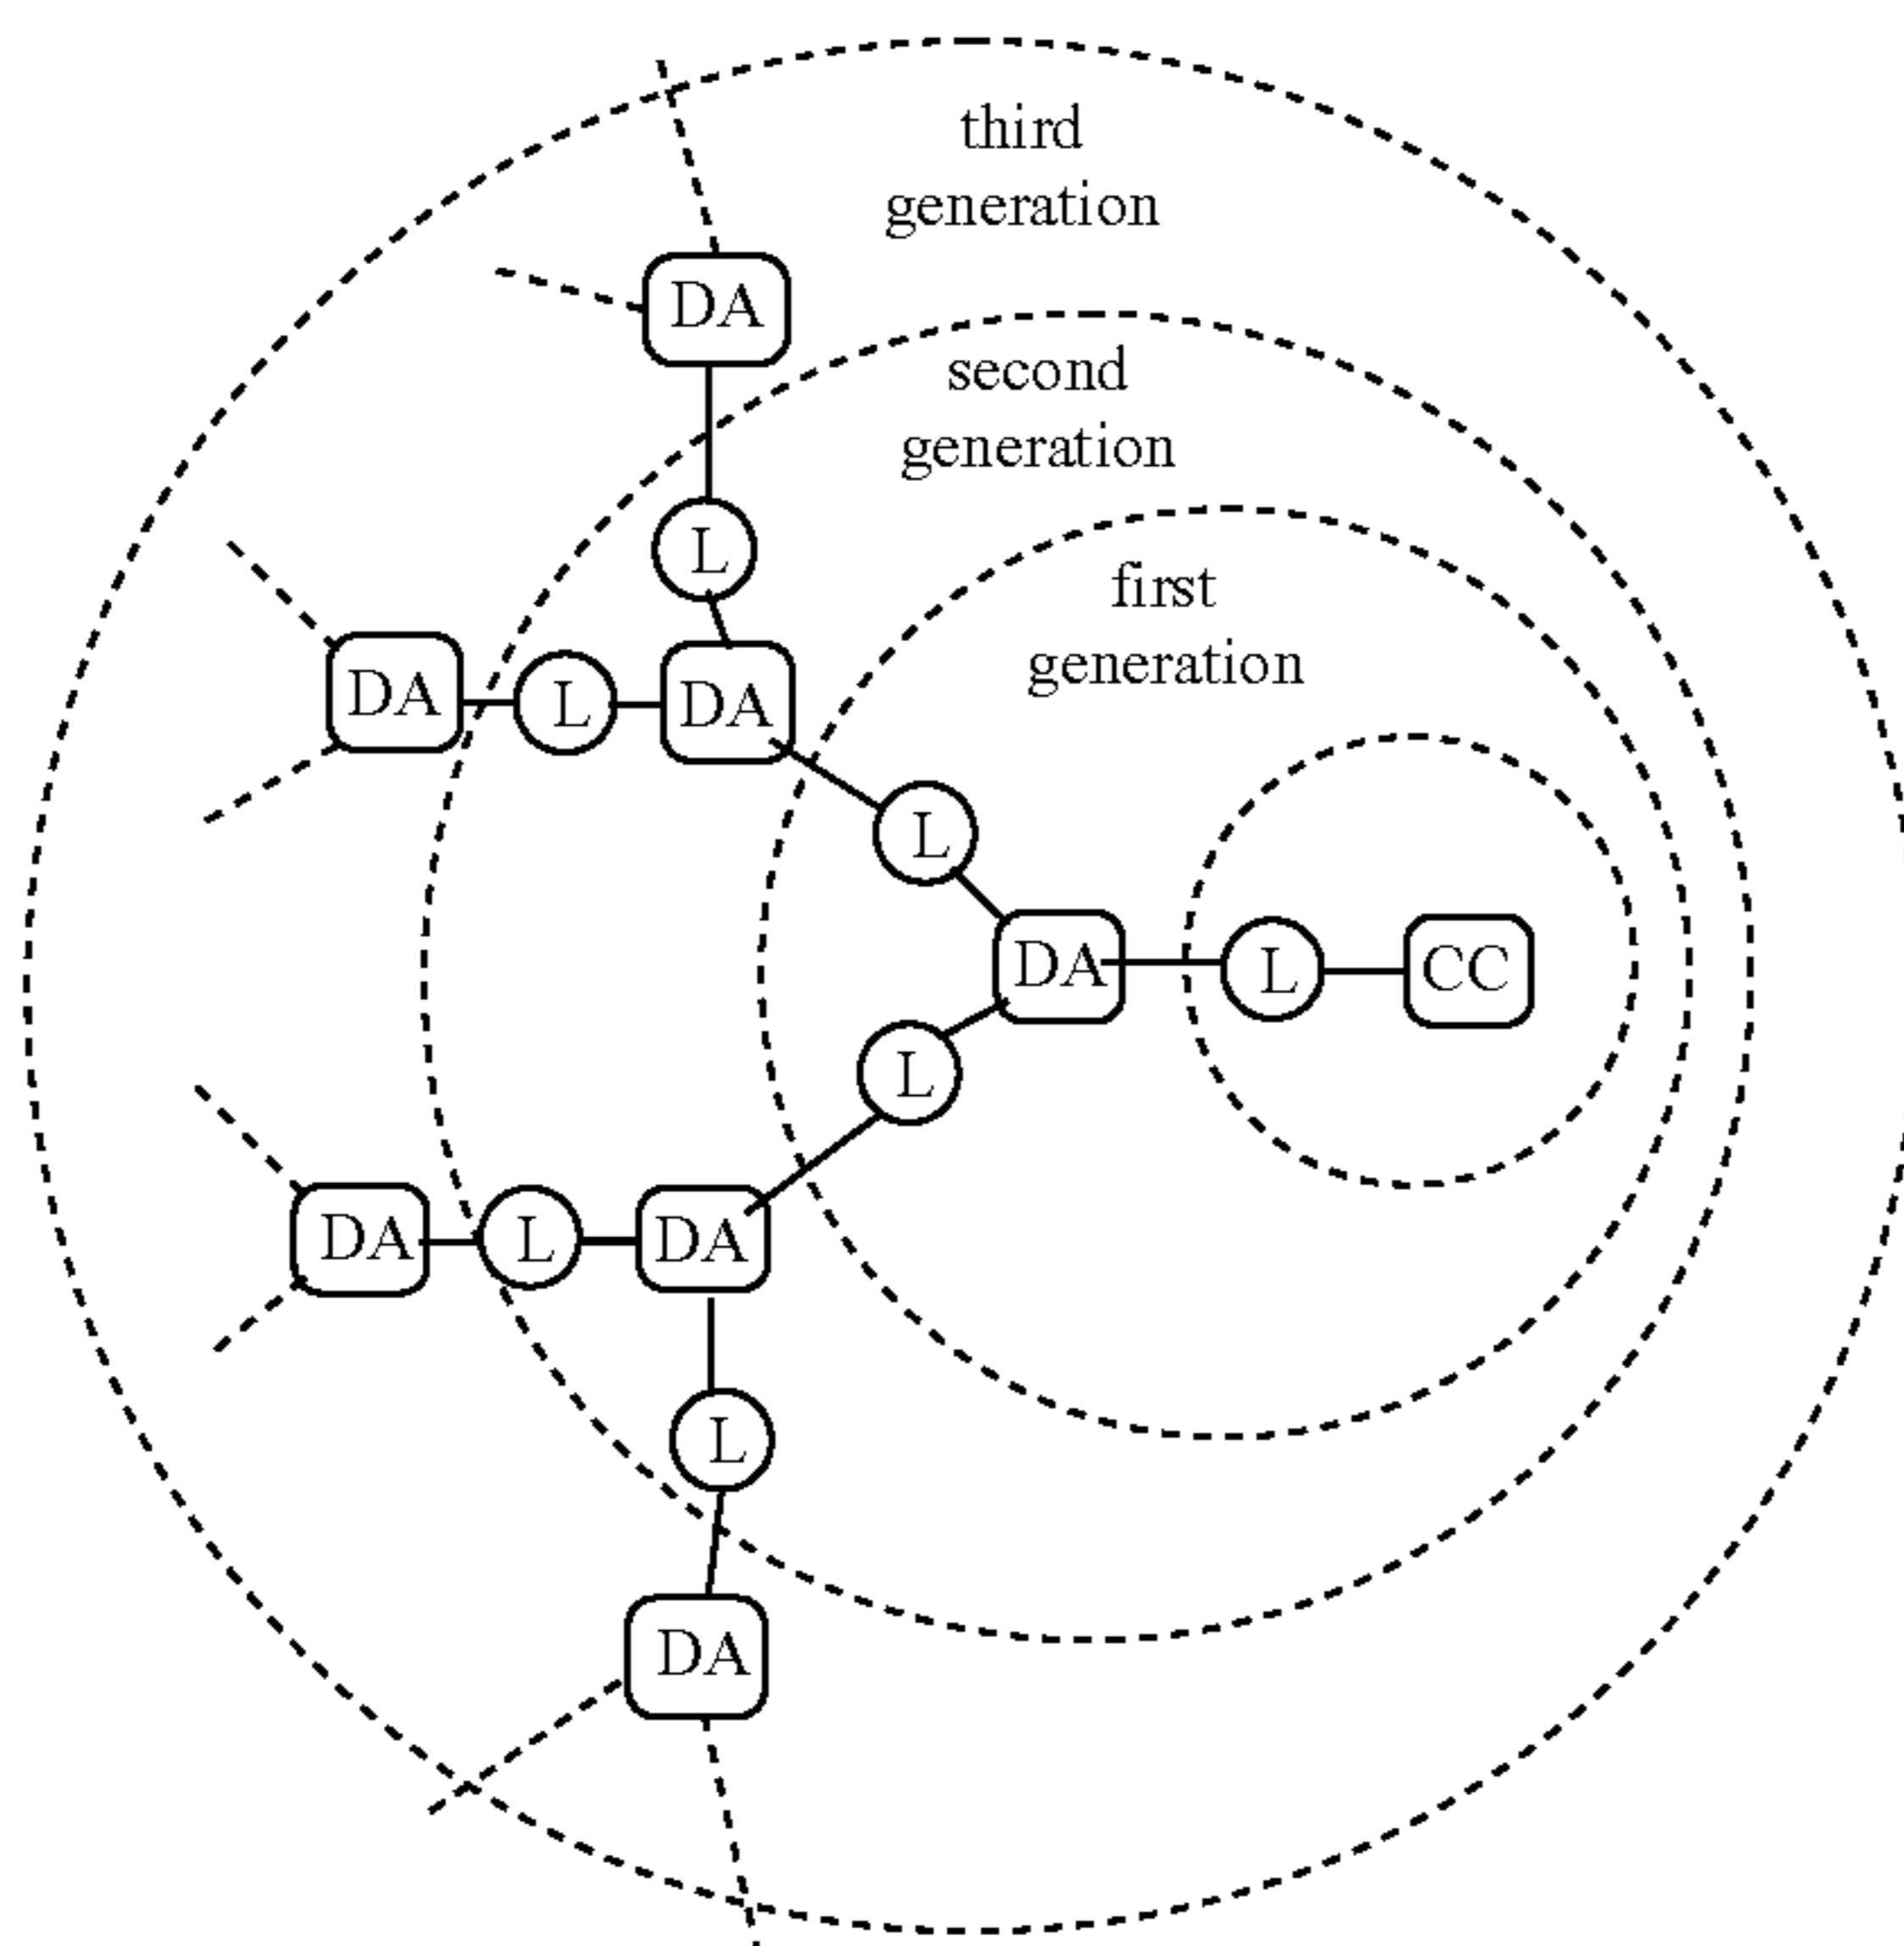 third
generation
DA
second
generation
L
first
generation
DA L DA
L
DA L CC
L
DA L DA
L
DA